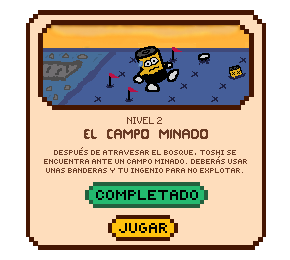 NIVEL 2
EL CAMPO MINADO
DESPUÉS DE ATRAVESAR EL BOSQUE, TOSHI SE
ENCUENTRA ANTE UN CAMPO MINADO. DEBERÁS USAR
UNAS BANDERAS Y TU INGENIO PARA NO EXPLOTAR.
COMPLETADO
JUGAR